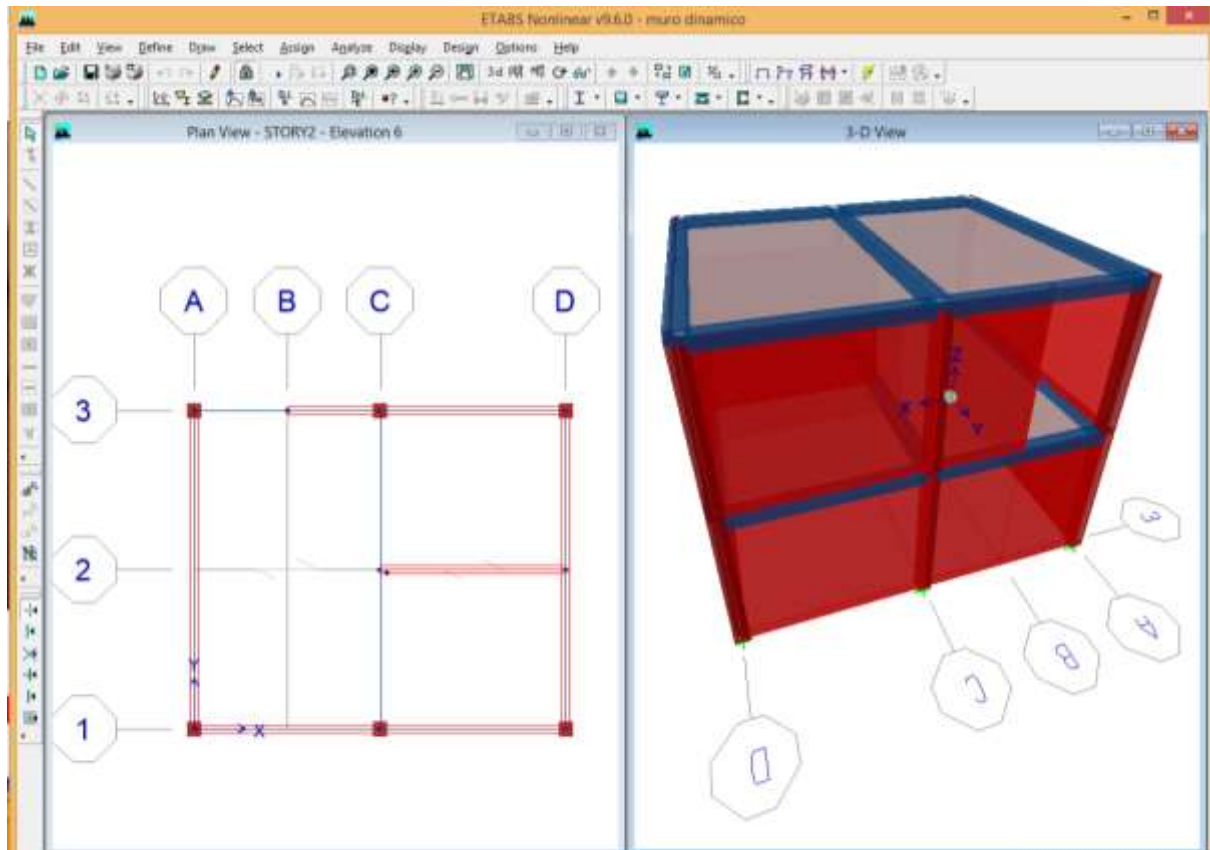 ETABS Nonlinear v9.6.0 - muro dinamico
File Edit View Define Draw Select Assign Analyze Display Design Options Help
3d
Plan View - STORY2 - Elevation 6
3-D View
A B C D
3
2
1
Y
X
Z
X
Y
3
A
B
C
D